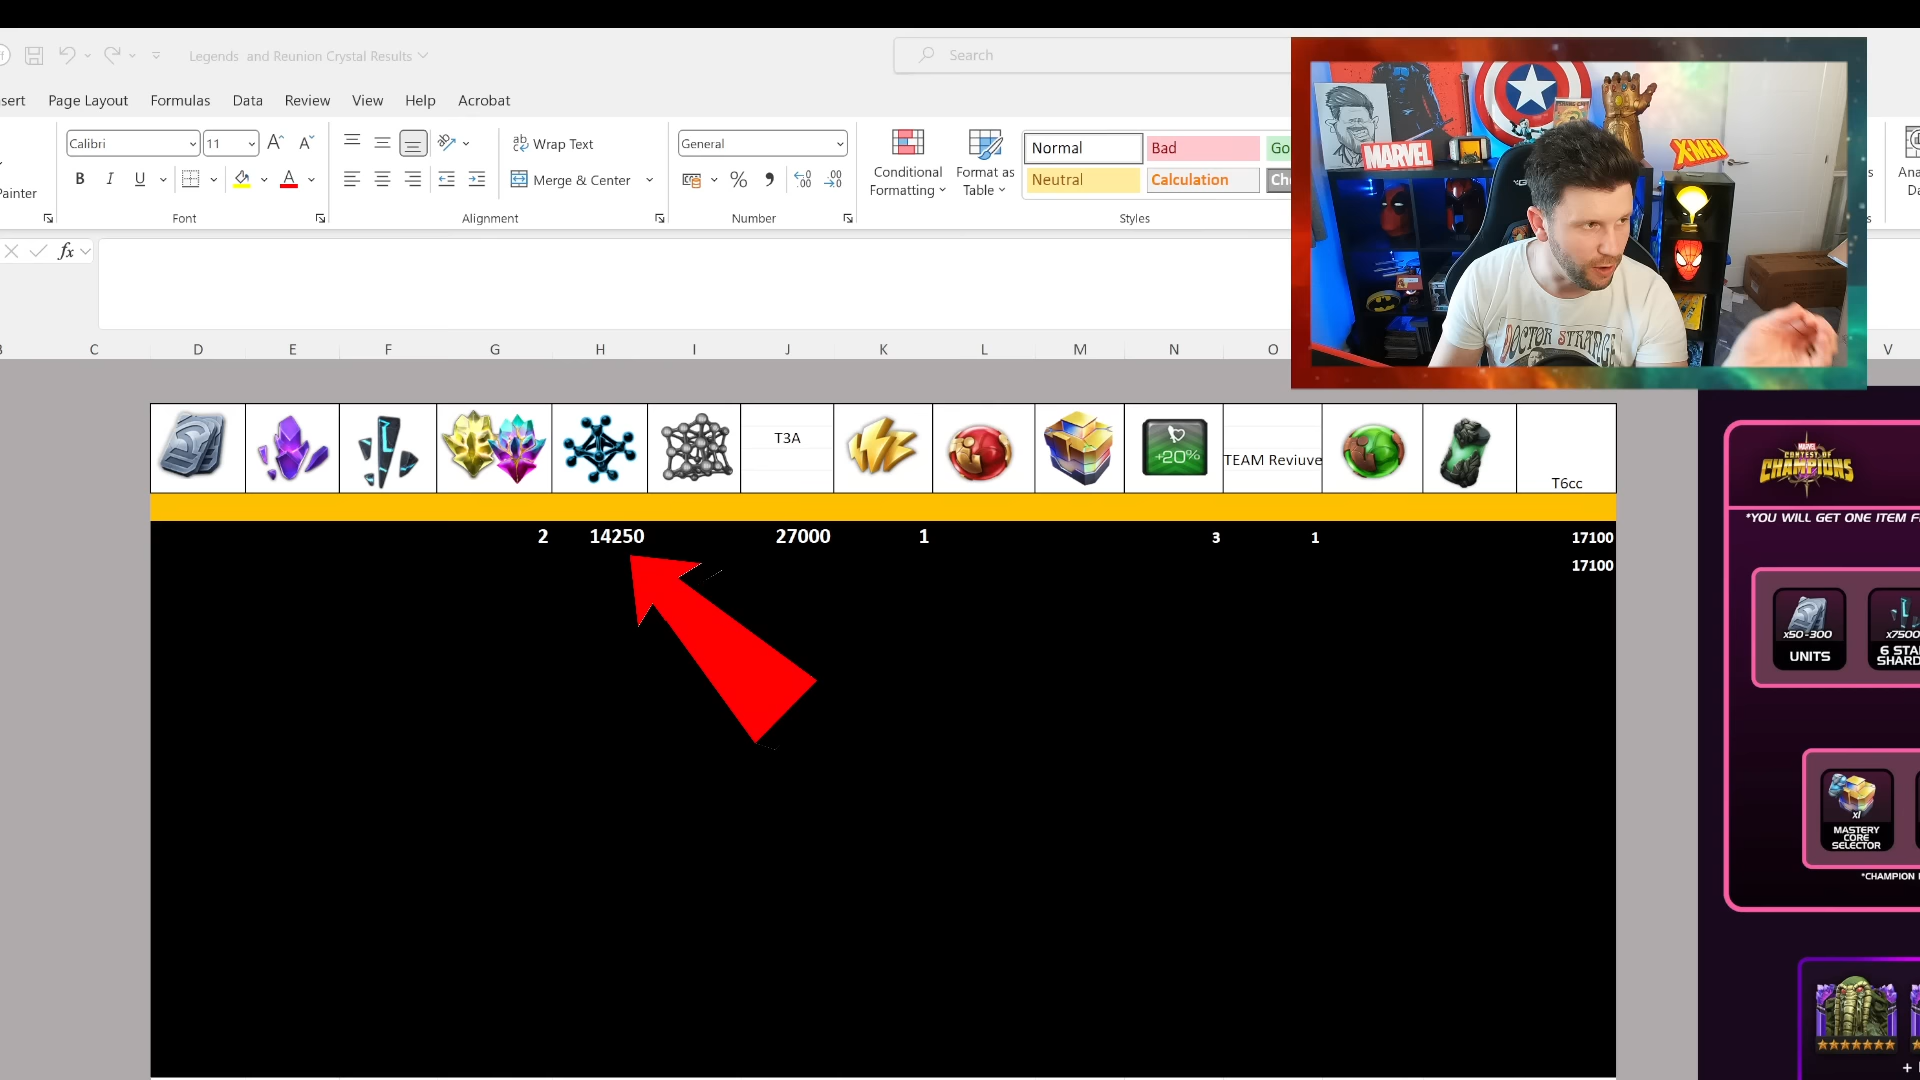 Legends and Reunion Crystal Results
Search
Page Layout Formulas Data Review View Help Acrobat
Calibri 11
Wrap Text
General
Conditional Formatting
Format as Table
Normal Bad
Neutral Calculation
B I U
Merge & Center
%
Font Alignment Number Styles
fx
C D E F G H I J K L M N O V
T3A
+20%
TEAM Reviuve
T6cc
2 14250 27000 1 3 1 17100
17100
MARVEL
X-MEN
DOCTOR STRANGE
MARVEL
CONTEST OF
CHAMPIONS
*YOU WILL GET ONE ITEM
x50-300
UNITS
x7500
6 STA
SHARD
x1
MASTERY
CORE
SELECTOR
*CHAMPION
+